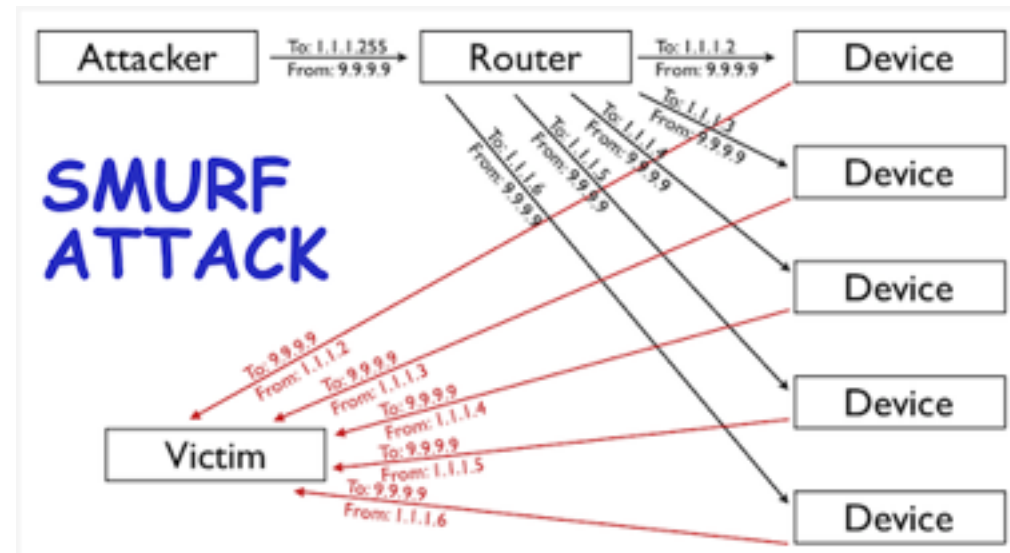 Attacker
To: 1.1.1.255
From: 9.9.9.9
Router
To: 1.1.1.2
From: 9.9.9.9
Device
To: 1.1.1.3
From: 9.9.9.9
To: 1.1.1.4
From: 9.9.9.9
To: 1.1.1.5
From: 9.9.9.9
To: 1.1.1.6
From: 9.9.9.9
Device
SMURF
ATTACK
Device
To: 9.9.9.9
From: 1.1.1.2
To: 9.9.9.9
From: 1.1.1.3
To: 9.9.9.9
From: 1.1.1.4
Device
Victim
To: 9.9.9.9
From: 1.1.1.5
To: 9.9.9.9
From: 1.1.1.6
Device